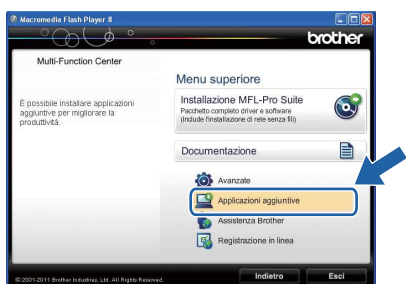 Macromedia Flash Player 8
brother
Multi-Function Center
È possibile installare applicazioni
aggiuntive per migliorare la
produttività.
Menu superiore
Installazione MFL-Pro Suite
Pacchetto completo driver e software
(Include l'installazione di rete senza fili)
Documentazione
Avanzate
Applicazioni aggiuntive
Assistenza Brother
Registrazione in linea
© 2001-2011 Brother Industries, Ltd. All Rights Reserved.
Indietro
Esci